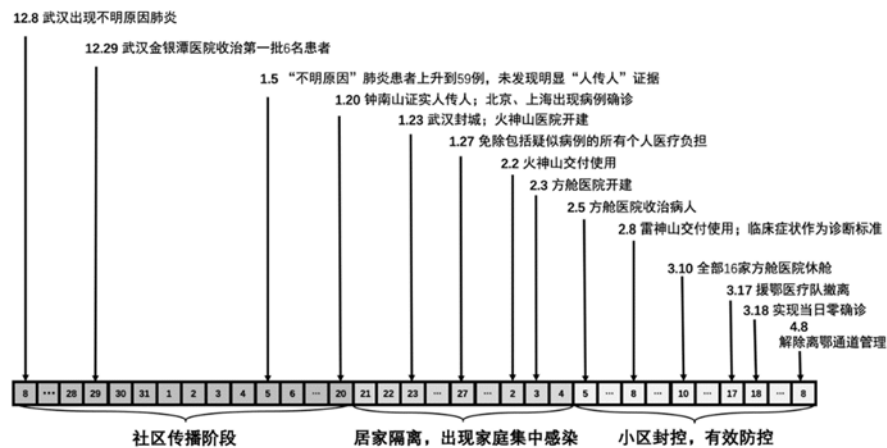 12.8 武汉出现不明原因肺炎
12.29 武汉金银潭医院收治第一批6名患者
1.5 “不明原因”肺炎患者上升到59例，未发现明显“人传人”证据
1.20 钟南山证实人传人；北京、上海出现病例确诊
1.23 武汉封城；火神山医院开建
1.27 免除包括疑似病例的所有个人医疗负担
2.2 火神山交付使用
2.3 方舱医院开建
2.5 方舱医院收治病人
2.8 雷神山交付使用；临床症状作为诊断标准
3.10 全部16家方舱医院休舱
3.17 援鄂医疗队撤离
3.18 实现当日零确诊
4.8
解除离鄂通道管理
8 ... 28 29 30 31 1 2 3 4 5 6 ... 20 21 22 23 ... 27 ... 2 3 4 5 ... 8 ... 10 ... 17 18 ... 8
社区传播阶段 居家隔离，出现家庭集中感染 小区封控，有效防控